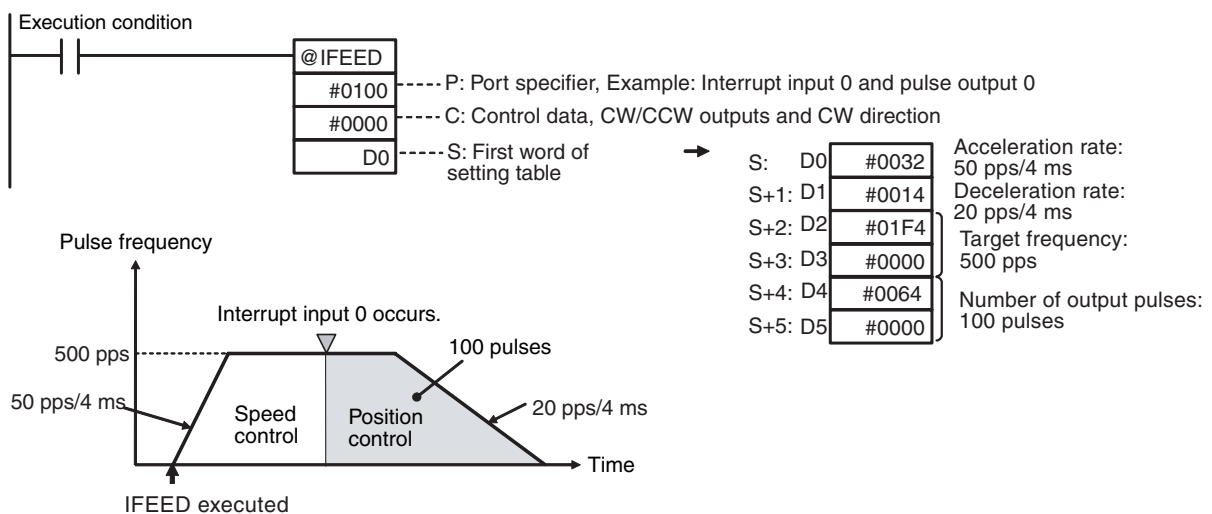 Execution condition
@IFEED
#0100
P: Port specifier, Example: Interrupt input 0 and pulse output 0
#0000
C: Control data, CW/CCW outputs and CW direction
D0
S: First word of
setting table
S: D0 #0032
Acceleration rate:
50 pps/4 ms
S+1: D1 #0014
Deceleration rate:
20 pps/4 ms
S+2: D2 #01F4
S+3: D3 #0000
Target frequency:
500 pps
S+4: D4 #0064
S+5: D5 #0000
Number of output pulses:
100 pulses
Pulse frequency
Interrupt input 0 occurs.
500 pps
100 pulses
50 pps/4 ms
Speed
control
Position
control
20 pps/4 ms
Time
IFEED executed